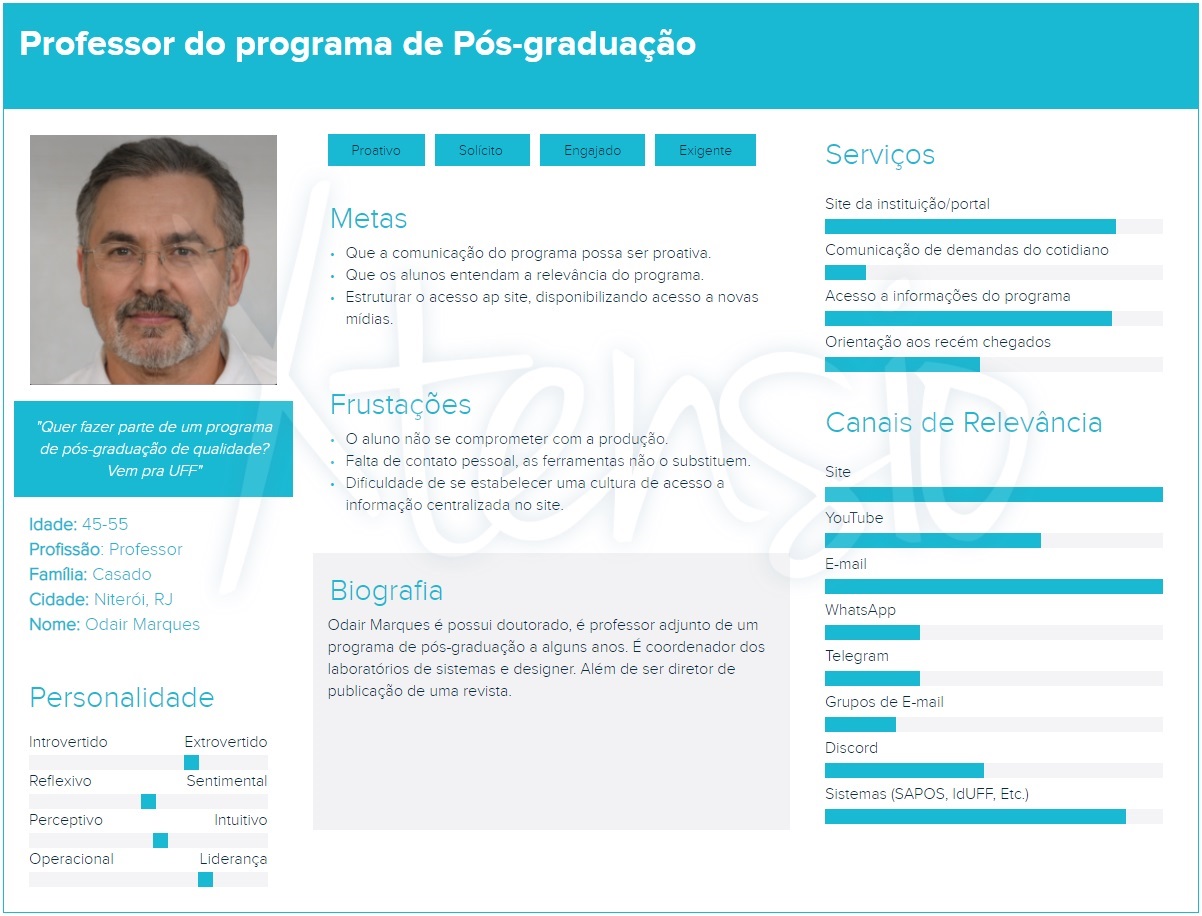 Professor do programa de Pós-graduação
Proativo
Solícito
Engajado
Exigente
Metas
• Que a comunicação do programa possa ser proativa.
• Que os alunos entendam a relevância do programa.
• Estruturar o acesso ap site, disponibilizando acesso a novas
mídias.
Frustações
• O aluno não se comprometer com a produção.
• Falta de contato pessoal, as ferramentas não o substituem.
• Dificuldade de se estabelecer uma cultura de acesso a
informação centralizada no site.
Biografia
Odair Marques é possui doutorado, é professor adjunto de um
programa de pós-graduação a alguns anos. É coordenador dos
laboratórios de sistemas e designer. Além de ser diretor de
publicação de uma revista.
"Quer fazer parte de um programa
de pós-graduação de qualidade?
Vem pra UFF"
Idade: 45-55
Profissão: Professor
Família: Casado
Cidade: Niterói, RJ
Nome: Odair Marques
Personalidade
Introvertido Extrovertido
Reflexivo Sentimental
Perceptivo Intuitivo
Operacional Liderança
Serviços
Site da instituição/portal
Comunicação de demandas do cotidiano
Acesso a informações do programa
Orientação aos recém chegados
Canais de Relevância
Site
YouTube
E-mail
WhatsApp
Telegram
Grupos de E-mail
Discord
Sistemas (SAPOS, IdUFF, Etc.)
Xtensio